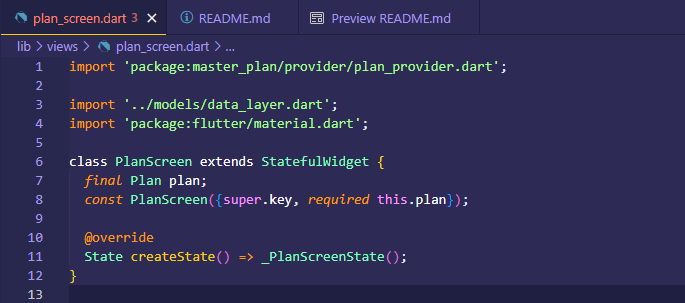 plan_screen.dart 3 × README.md Preview README.md
lib > views > plan_screen.dart > ...
1 import 'package:master_plan/provider/plan_provider.dart';
2
3 import '../models/data_layer.dart';
4 import 'package:flutter/material.dart';
5
6 class PlanScreen extends StatefulWidget {
7 final Plan plan;
8 const PlanScreen({super.key, required this.plan});
9
10 @override
11 State createState() => _PlanScreenState();
12 }
13